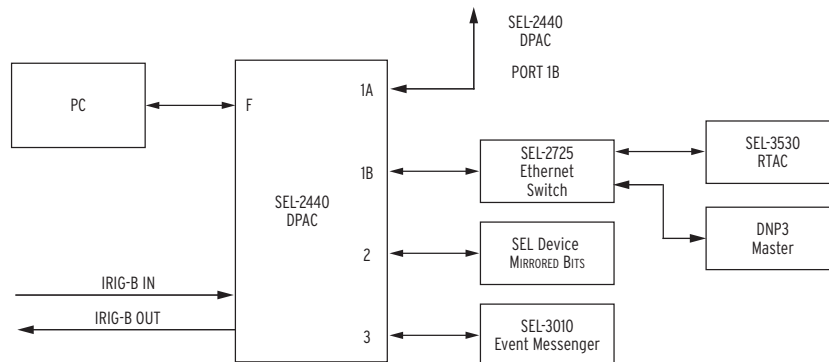 SEL-2440
DPAC
PORT 1B
PC
F
1A
SEL-2725
Ethernet
Switch
SEL-3530
RTAC
1B
SEL-2440
DPAC
DNP3
Master
2
SEL Device
MIRRORED BITS
IRIG-B IN
IRIG-B OUT
3
SEL-3010
Event Messenger